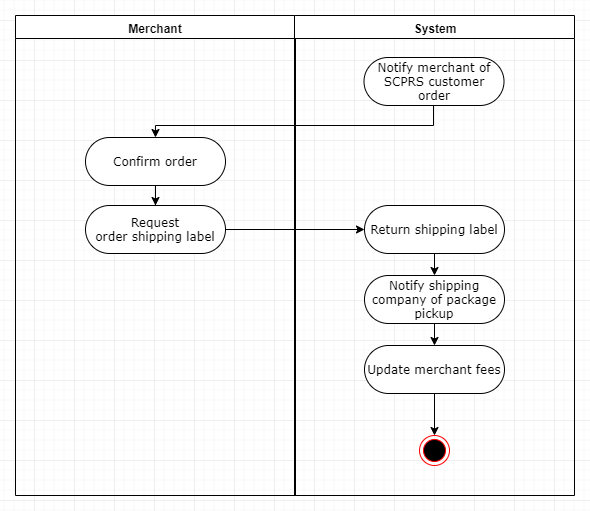 Merchant
System
Notify merchant of
SCPRS customer
order
Confirm order
Request
order shipping label
Return shipping label
Notify shipping
company of package
pickup
Update merchant fees